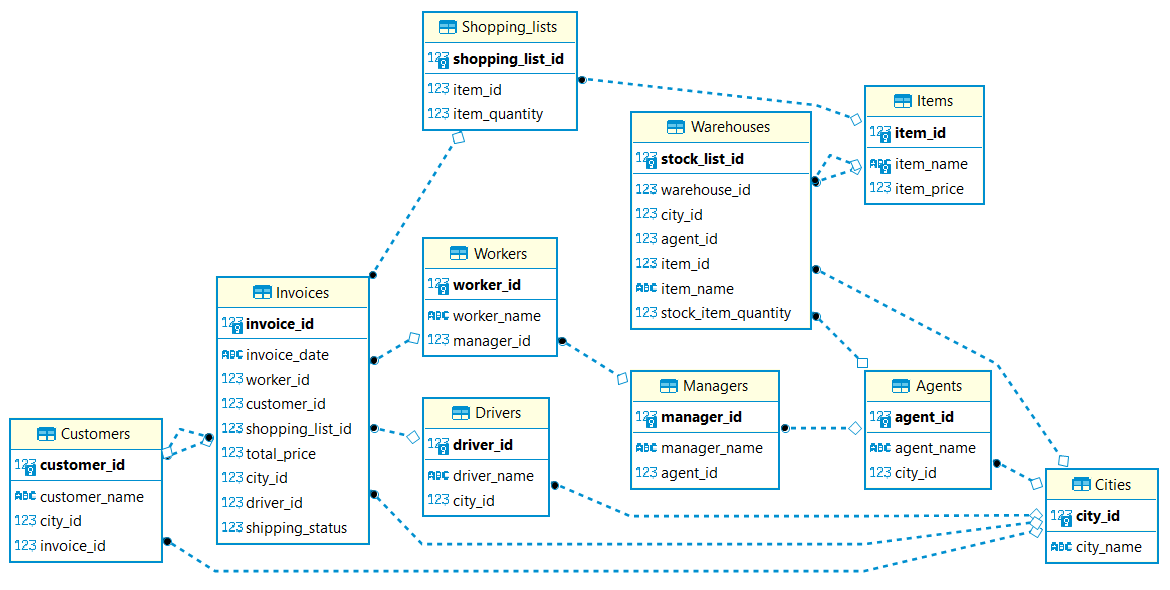 Shopping_lists
123 shopping_list_id
123 item_id
123 item_quantity
Items
123 item_id
ABC item_name
123 item_price
Warehouses
123 stock_list_id
123 warehouse_id
123 city_id
123 agent_id
123 item_id
ABC item_name
123 stock_item_quantity
Workers
123 worker_id
ABC worker_name
123 manager_id
Invoices
123 invoice_id
ABC invoice_date
123 worker_id
123 customer_id
123 shopping_list_id
123 total_price
123 city_id
123 driver_id
123 shipping_status
Managers
123 manager_id
ABC manager_name
123 agent_id
Agents
123 agent_id
ABC agent_name
123 city_id
Drivers
123 driver_id
ABC driver_name
123 city_id
Customers
123 customer_id
ABC customer_name
123 city_id
123 invoice_id
Cities
123 city_id
ABC city_name